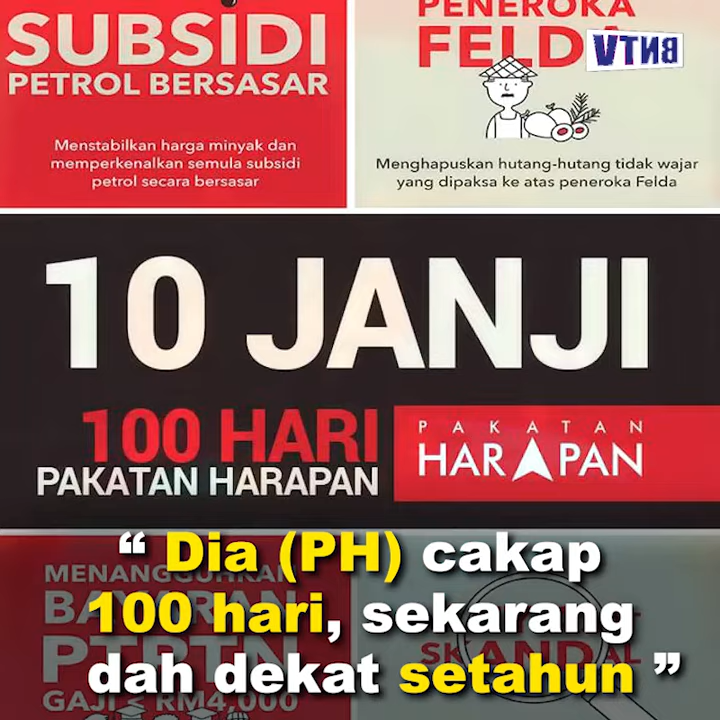 SUBSIDI
PETROL BERSASAR
Menstabilkan harga minyak dan
memperkenalkan semula subsidi
petrol secara bersasar
PENEROKA
FELDA
BNTV
Menghapuskan hutang-hutang tidak wajar
yang dipaksa ke atas peneroka Felda
10 JANJI
100 HARI
PAKATAN HARAPAN
PAKATAN
HARAPAN
MENANGGUHKAN
BAYARAN
PTPTN
GAJI < RM4,000
SKANDAL
“ Dia (PH) cakap
100 hari, sekarang
dah dekat setahun ”